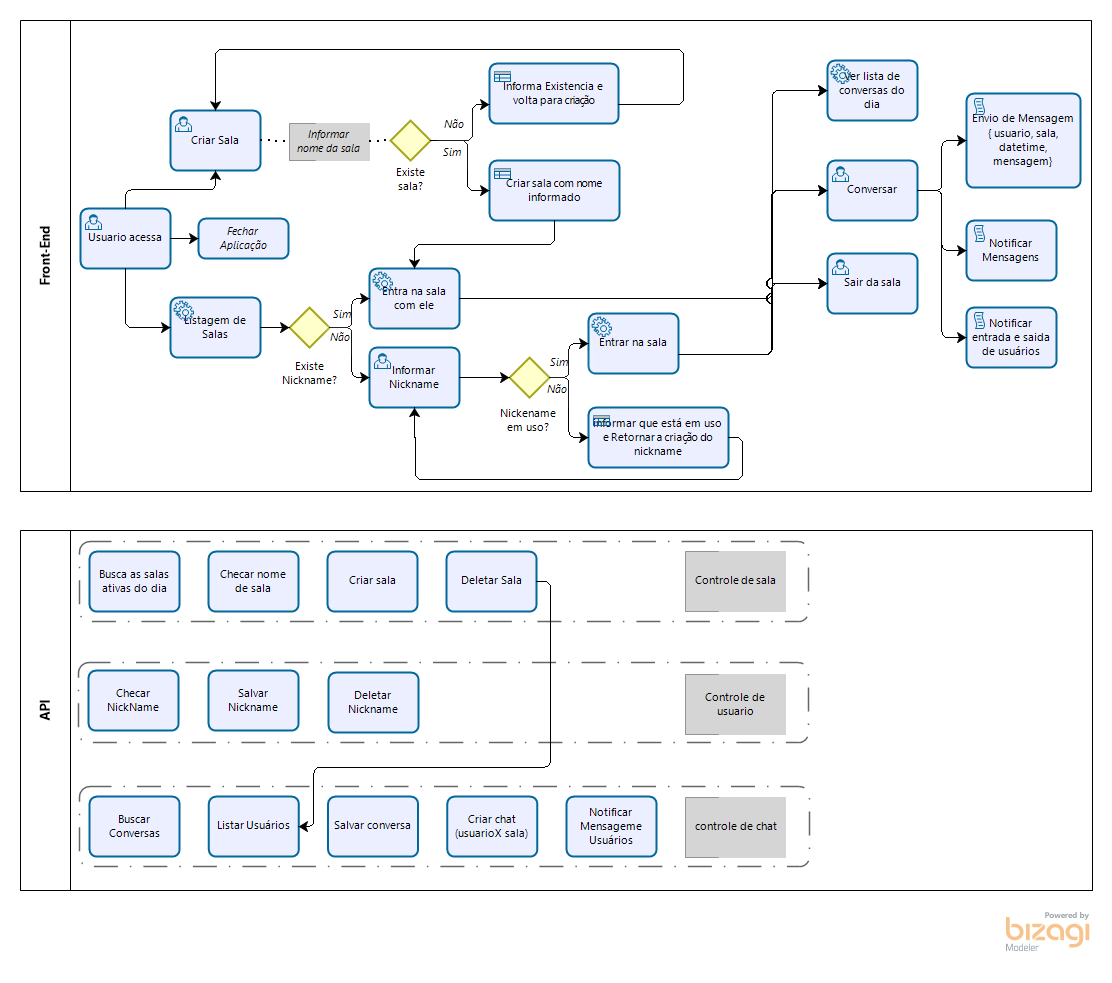 Front-End
Criar Sala
Informar
nome da sala
Existe
sala?
Não
Sim
Informa Existencia e
volta para criação
Criar sala com nome
informado
Usuario acessa
Fechar
Aplicação
Listagem de
Salas
Existe
Nickname?
Sim
Não
Entra na sala
com ele
Informar
Nickname
Nickename
em uso?
Sim
Não
Entrar na sala
Informar que está em uso
e Retornar a criação do
nickname
Ver lista de
conversas do
dia
Conversar
Sair da sala
Envio de Mensagem
{ usuario, sala,
datetime,
mensagem}
Notificar
Mensagens
Notificar
entrada e saida
de usuários
API
Busca as salas
ativas do dia
Checar nome
de sala
Criar sala
Deletar Sala
Controle de sala
Checar
NickName
Salvar
Nickname
Deletar
Nickname
Controle de
usuario
Buscar
Conversas
Listar Usuários
Salvar conversa
Criar chat
(usuarioX sala)
Notificar
Mensageme
Usuários
controle de chat
Powered by
bizagi
Modeler